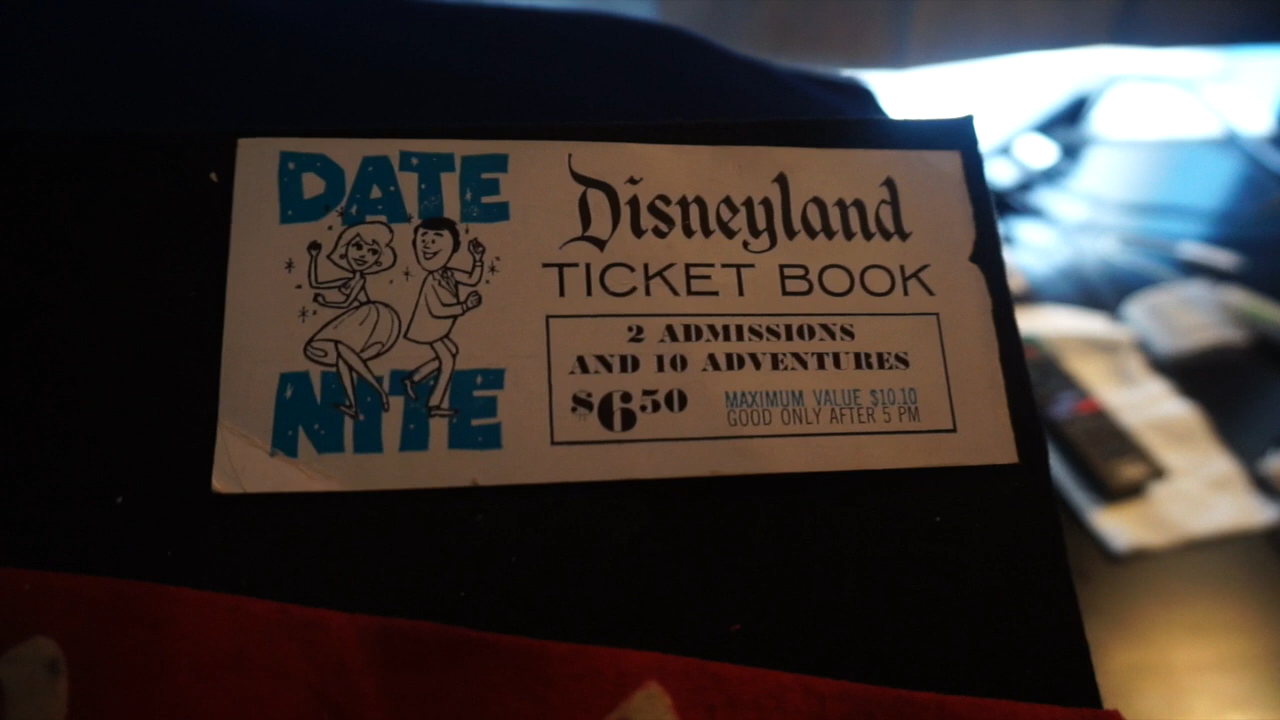 DATE
NITE
Disneyland
TICKET BOOK
2 ADMISSIONS
AND 10 ADVENTURES
$6.50
MAXIMUM VALUE $10.10
GOOD ONLY AFTER 5 PM